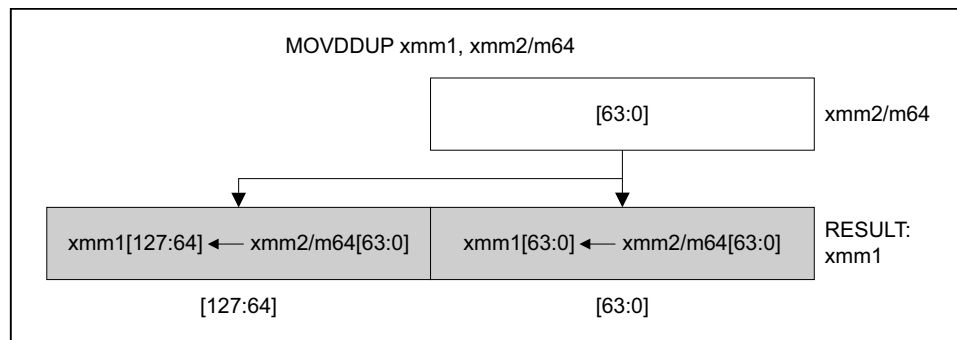 MOVDDUP xmm1, xmm2/m64
[63:0]
xmm2/m64
xmm1[127:64] ← xmm2/m64[63:0]
xmm1[63:0] ← xmm2/m64[63:0]
RESULT:
xmm1
[127:64]
[63:0]